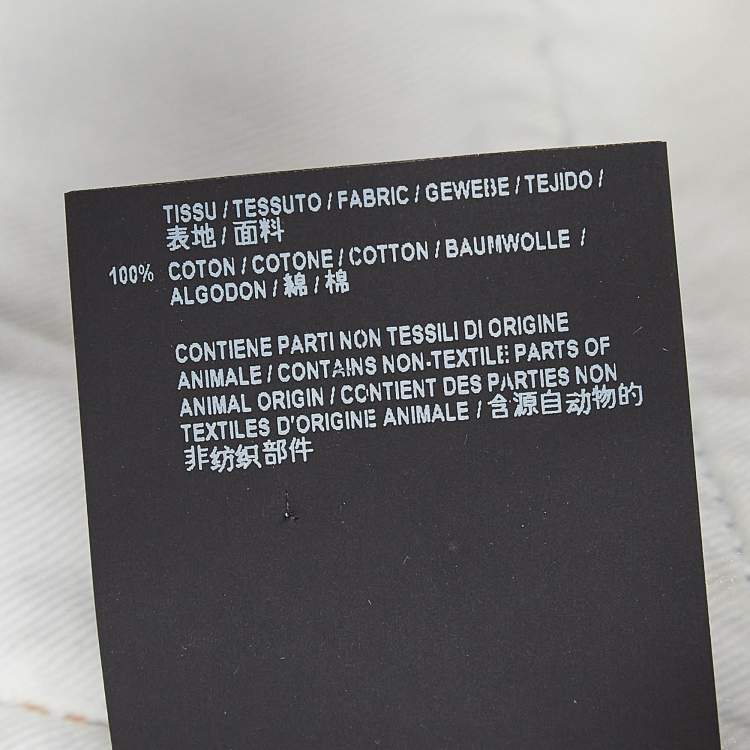 TISSU / TESSUTO / FABRIC / GEWEBE / TEJIDO /
表地 / 面料
100% COTON / COTONE / COTTON / BAUMWOLLE /
ALGODON / 綿 / 棉
CONTIENE PARTI NON TESSILI DI ORIGINE
ANIMALE / CONTAINS NON-TEXTILE PARTS OF
ANIMAL ORIGIN / CONTIENT DES PARTIES NON
TEXTILES D'ORIGINE ANIMALE / 含源自动物的
非纺织部件